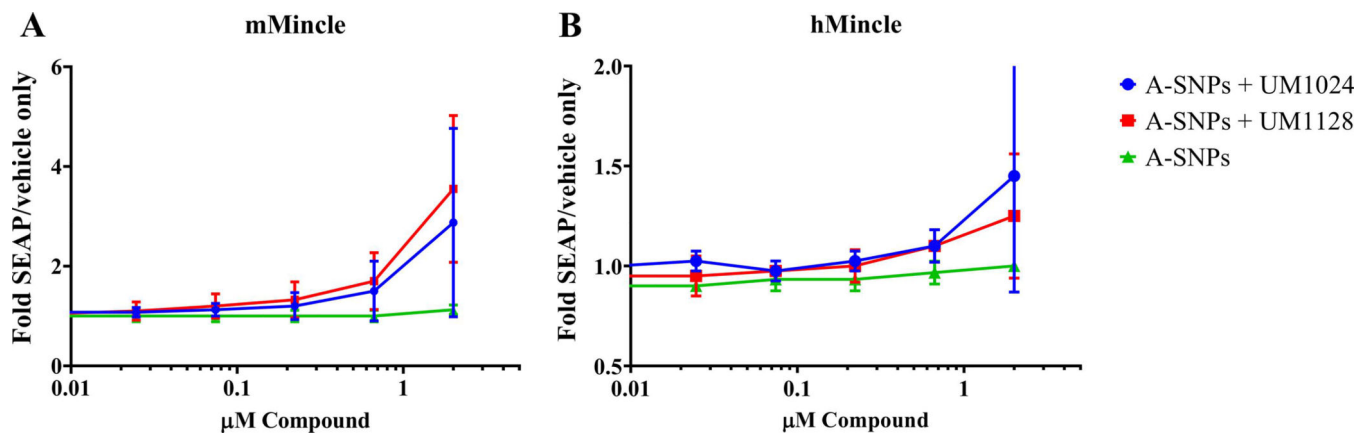 A
mMincle
Fold SEAP/vehicle only
6
4
2
0
0.01
0.1
1
μM Compound
B
hMincle
Fold SEAP/vehicle only
2.0
1.5
1.0
0.5
0.01
0.1
1
μM Compound
A-SNPs + UM1024
A-SNPs + UM1128
A-SNPs